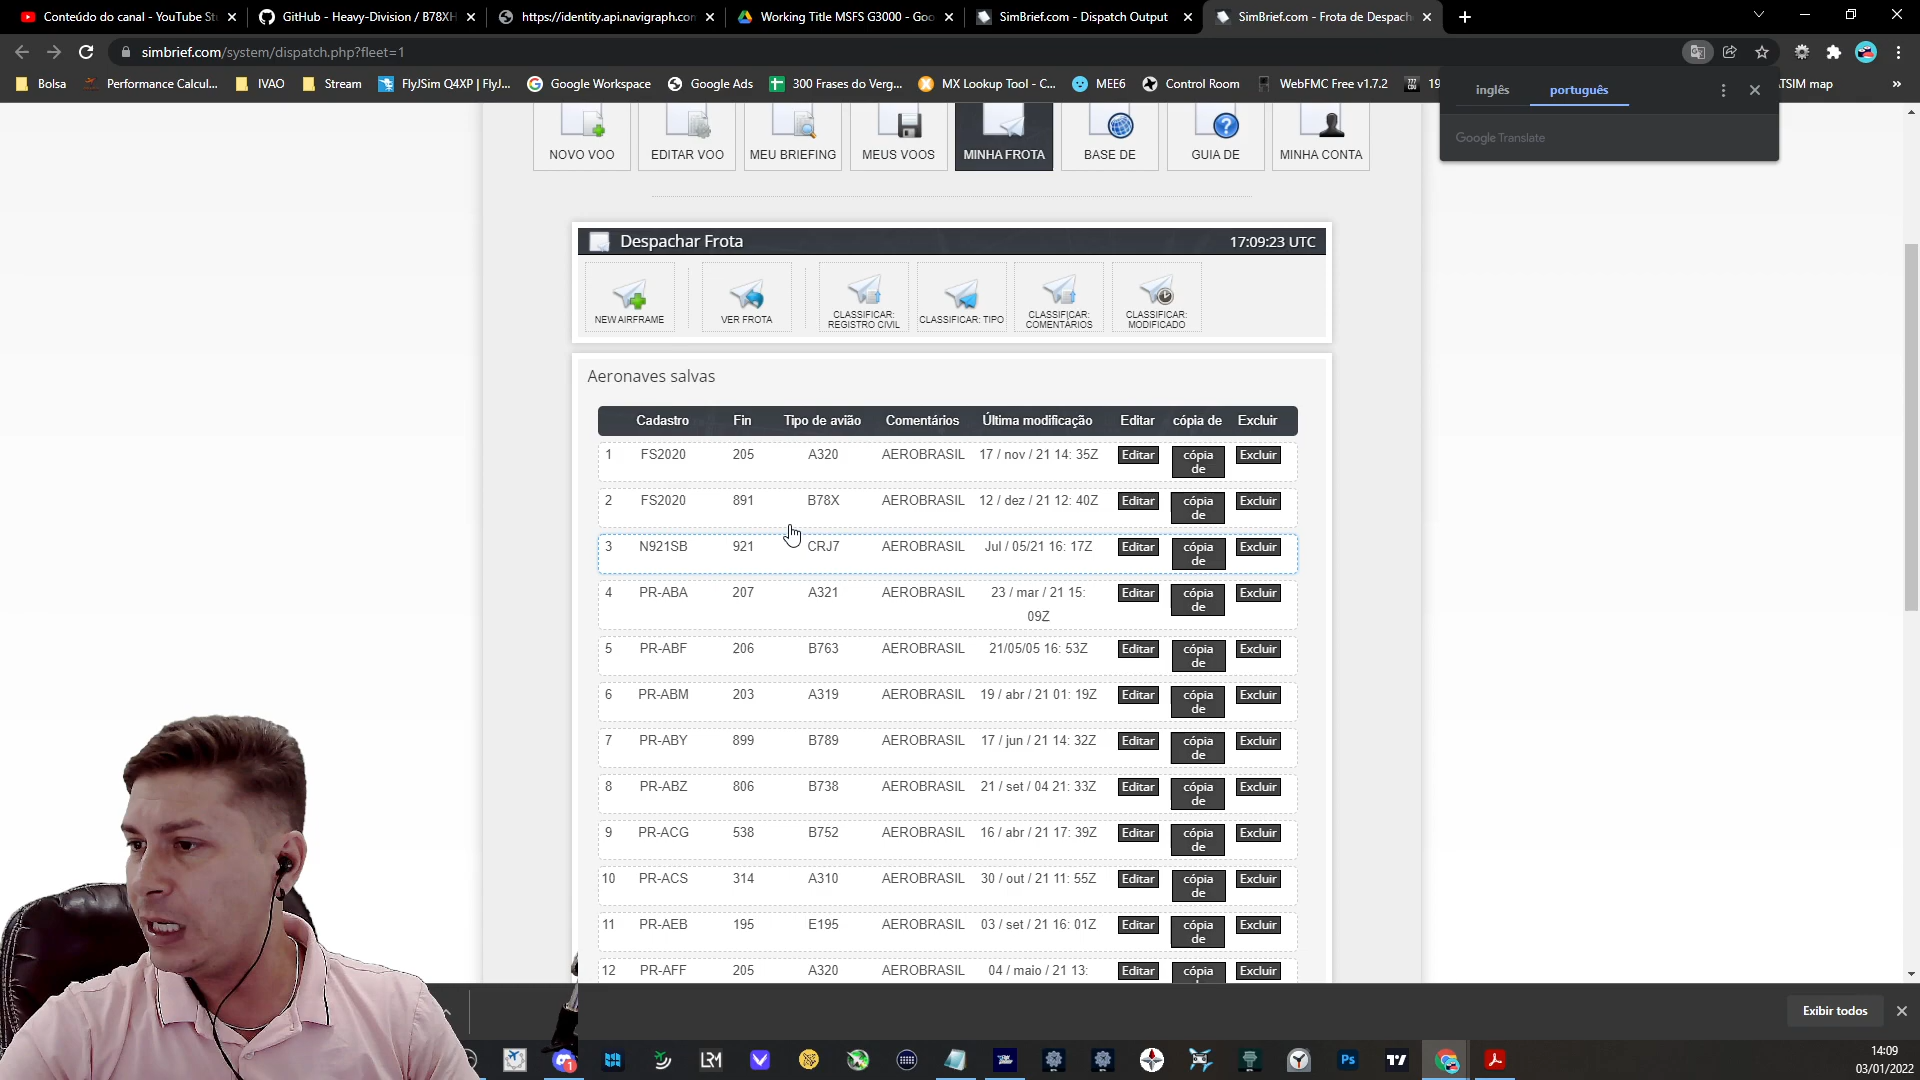 Conteúdo do canal - YouTube St
GitHub - Heavy-Division / B78XH
https://identity.api.navigraph.com
Working Title MSFS G3000 - Goo
SimBrief.com - Dispatch Output
SimBrief.com - Frota de Despach
simbrief.com/system/dispatch.php?fleet=1
Bolsa
Performance Calcul...
IVAO
Stream
FlyJSim Q4XP | FlyJ...
Google Workspace
Google Ads
300 Frases do Verg...
MX Lookup Tool - C...
MEE6
Control Room
WebFMC Free v1.7.2
TSIM map
»
inglês
português
Google Translate
NOVO VOO
EDITAR VOO
MEU BRIEFING
MEUS VOOS
MINHA FROTA
BASE DE
GUIA DE
MINHA CONTA
Despachar Frota
17:09:23 UTC
NEW AIRFRAME
VER FROTA
CLASSIFICAR: REGISTRO CIVIL
CLASSIFICAR: TIPO
CLASSIFICAR: COMENTÁRIOS
CLASSIFICAR: MODIFICADO
Aeronaves salvas
Cadastro Fin Tipo de avião Comentários Última modificação Editar cópia de Excluir
1 FS2020 205 A320 AEROBRASIL 17 / nov / 21 14: 35Z Editar cópia de Excluir
2 FS2020 891 B78X AEROBRASIL 12 / dez / 21 12: 40Z Editar cópia de Excluir
3 N921SB 921 CRJ7 AEROBRASIL Jul / 05/21 16: 17Z Editar cópia de Excluir
4 PR-ABA 207 A321 AEROBRASIL 23 / mar / 21 15: 09Z Editar cópia de Excluir
5 PR-ABF 206 B763 AEROBRASIL 21/05/05 16: 53Z Editar cópia de Excluir
6 PR-ABM 203 A319 AEROBRASIL 19 / abr / 21 01: 19Z Editar cópia de Excluir
7 PR-ABY 899 B789 AEROBRASIL 17 / jun / 21 14: 32Z Editar cópia de Excluir
8 PR-ABZ 806 B738 AEROBRASIL 21 / set / 04 21: 33Z Editar cópia de Excluir
9 PR-ACG 538 B752 AEROBRASIL 16 / abr / 21 17: 39Z Editar cópia de Excluir
10 PR-ACS 314 A310 AEROBRASIL 30 / out / 21 11: 55Z Editar cópia de Excluir
11 PR-AEB 195 E195 AEROBRASIL 03 / set / 21 16: 01Z Editar cópia de Excluir
12 PR-AFF 205 A320 AEROBRASIL 04 / maio / 21 13: Editar cópia Excluir
Exibir todos
LRM
Ps
14:09
03/01/2022